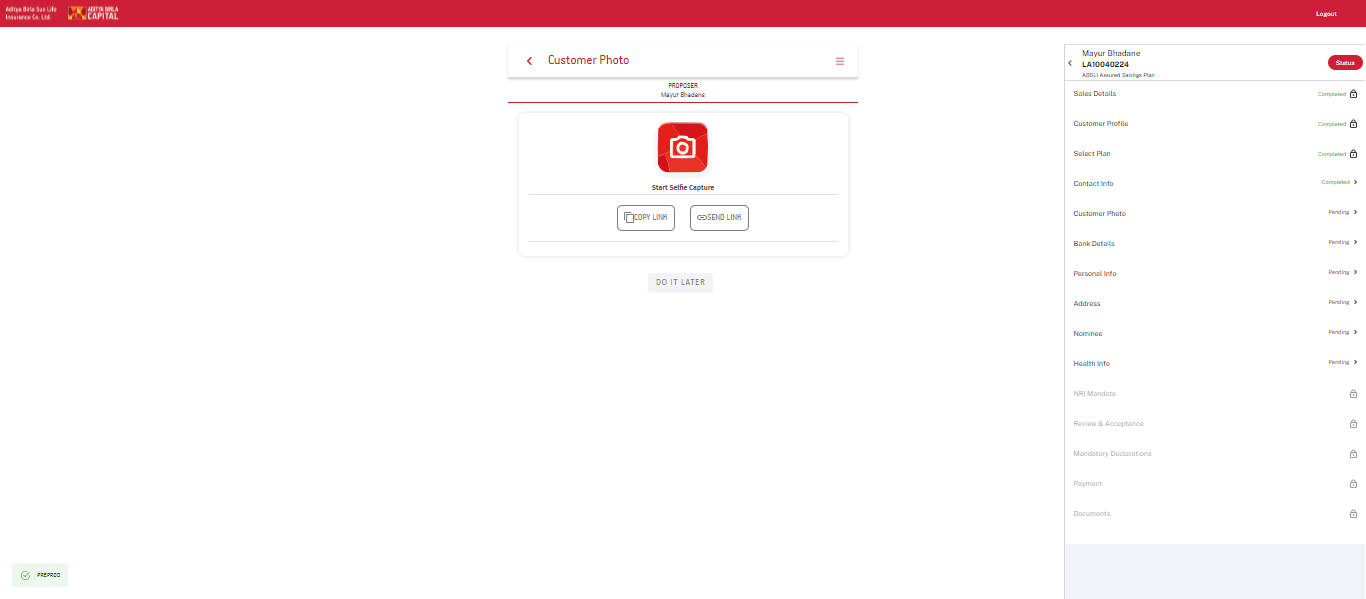 Aditya Birla Sun Life
Insurance Co. Ltd.
ADITYA BIRLA
CAPITAL
Logout
Customer Photo
PROPOSER
Mayur Bhadane
Start Selfie Capture
COPY LINK
SEND LINK
DO IT LATER
Mayur Bhadane
LA10040224
ABSLI Assured Savings Plan
Status
Sales Details Completed
Customer Profile Completed
Select Plan Completed
Contact Info Completed
Customer Photo Pending
Bank Details Pending
Personal Info Pending
Address Pending
Nominee Pending
Health Info Pending
NRI Mandate
Review & Acceptance
Mandatory Declarations
Payment
Documents
PREPROD